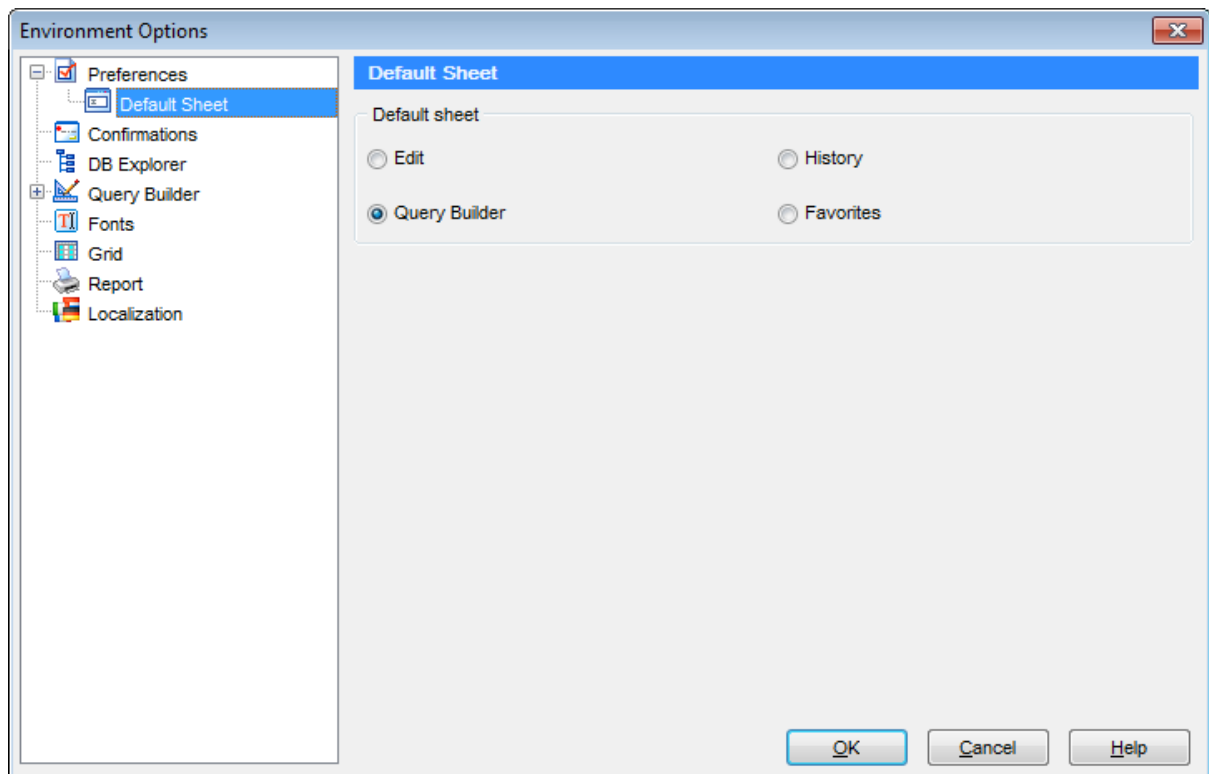 Environment Options
Preferences
Default Sheet
Confirmations
DB Explorer
Query Builder
Fonts
Grid
Report
Localization
Default Sheet
Default sheet
Edit
History
Query Builder
Favorites
OK
Cancel
Help